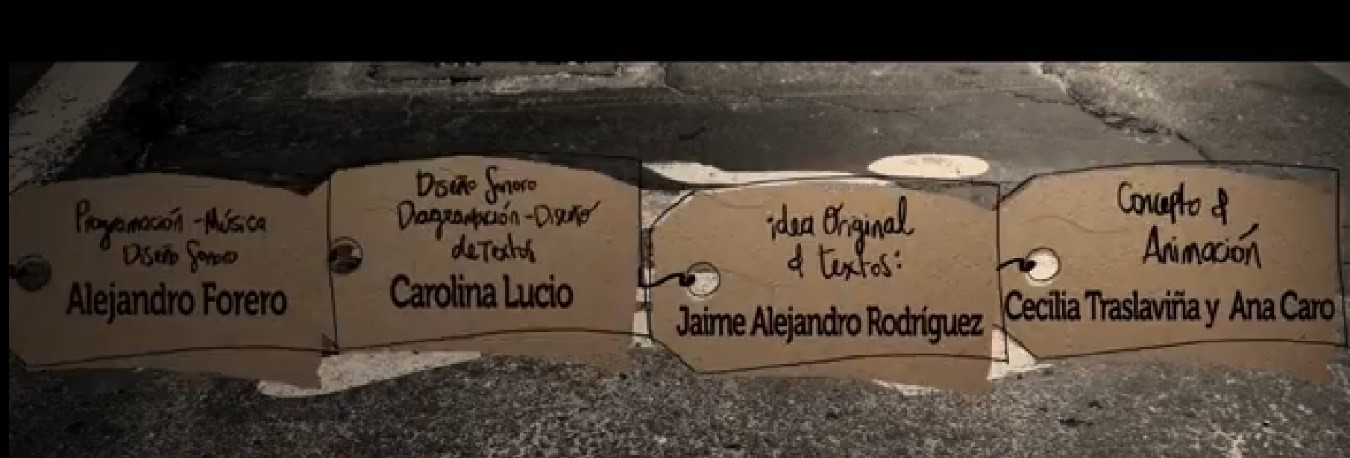 Programación - Música
Diseño Sonoro
Alejandro Forero
Diseño Sonoro
Diagramación - Diseño
de Textos
Carolina Lucio
idea Original
& textos:
Jaime Alejandro Rodríguez
Concepto &
Animación
Cecilia Traslaviña y Ana Caro